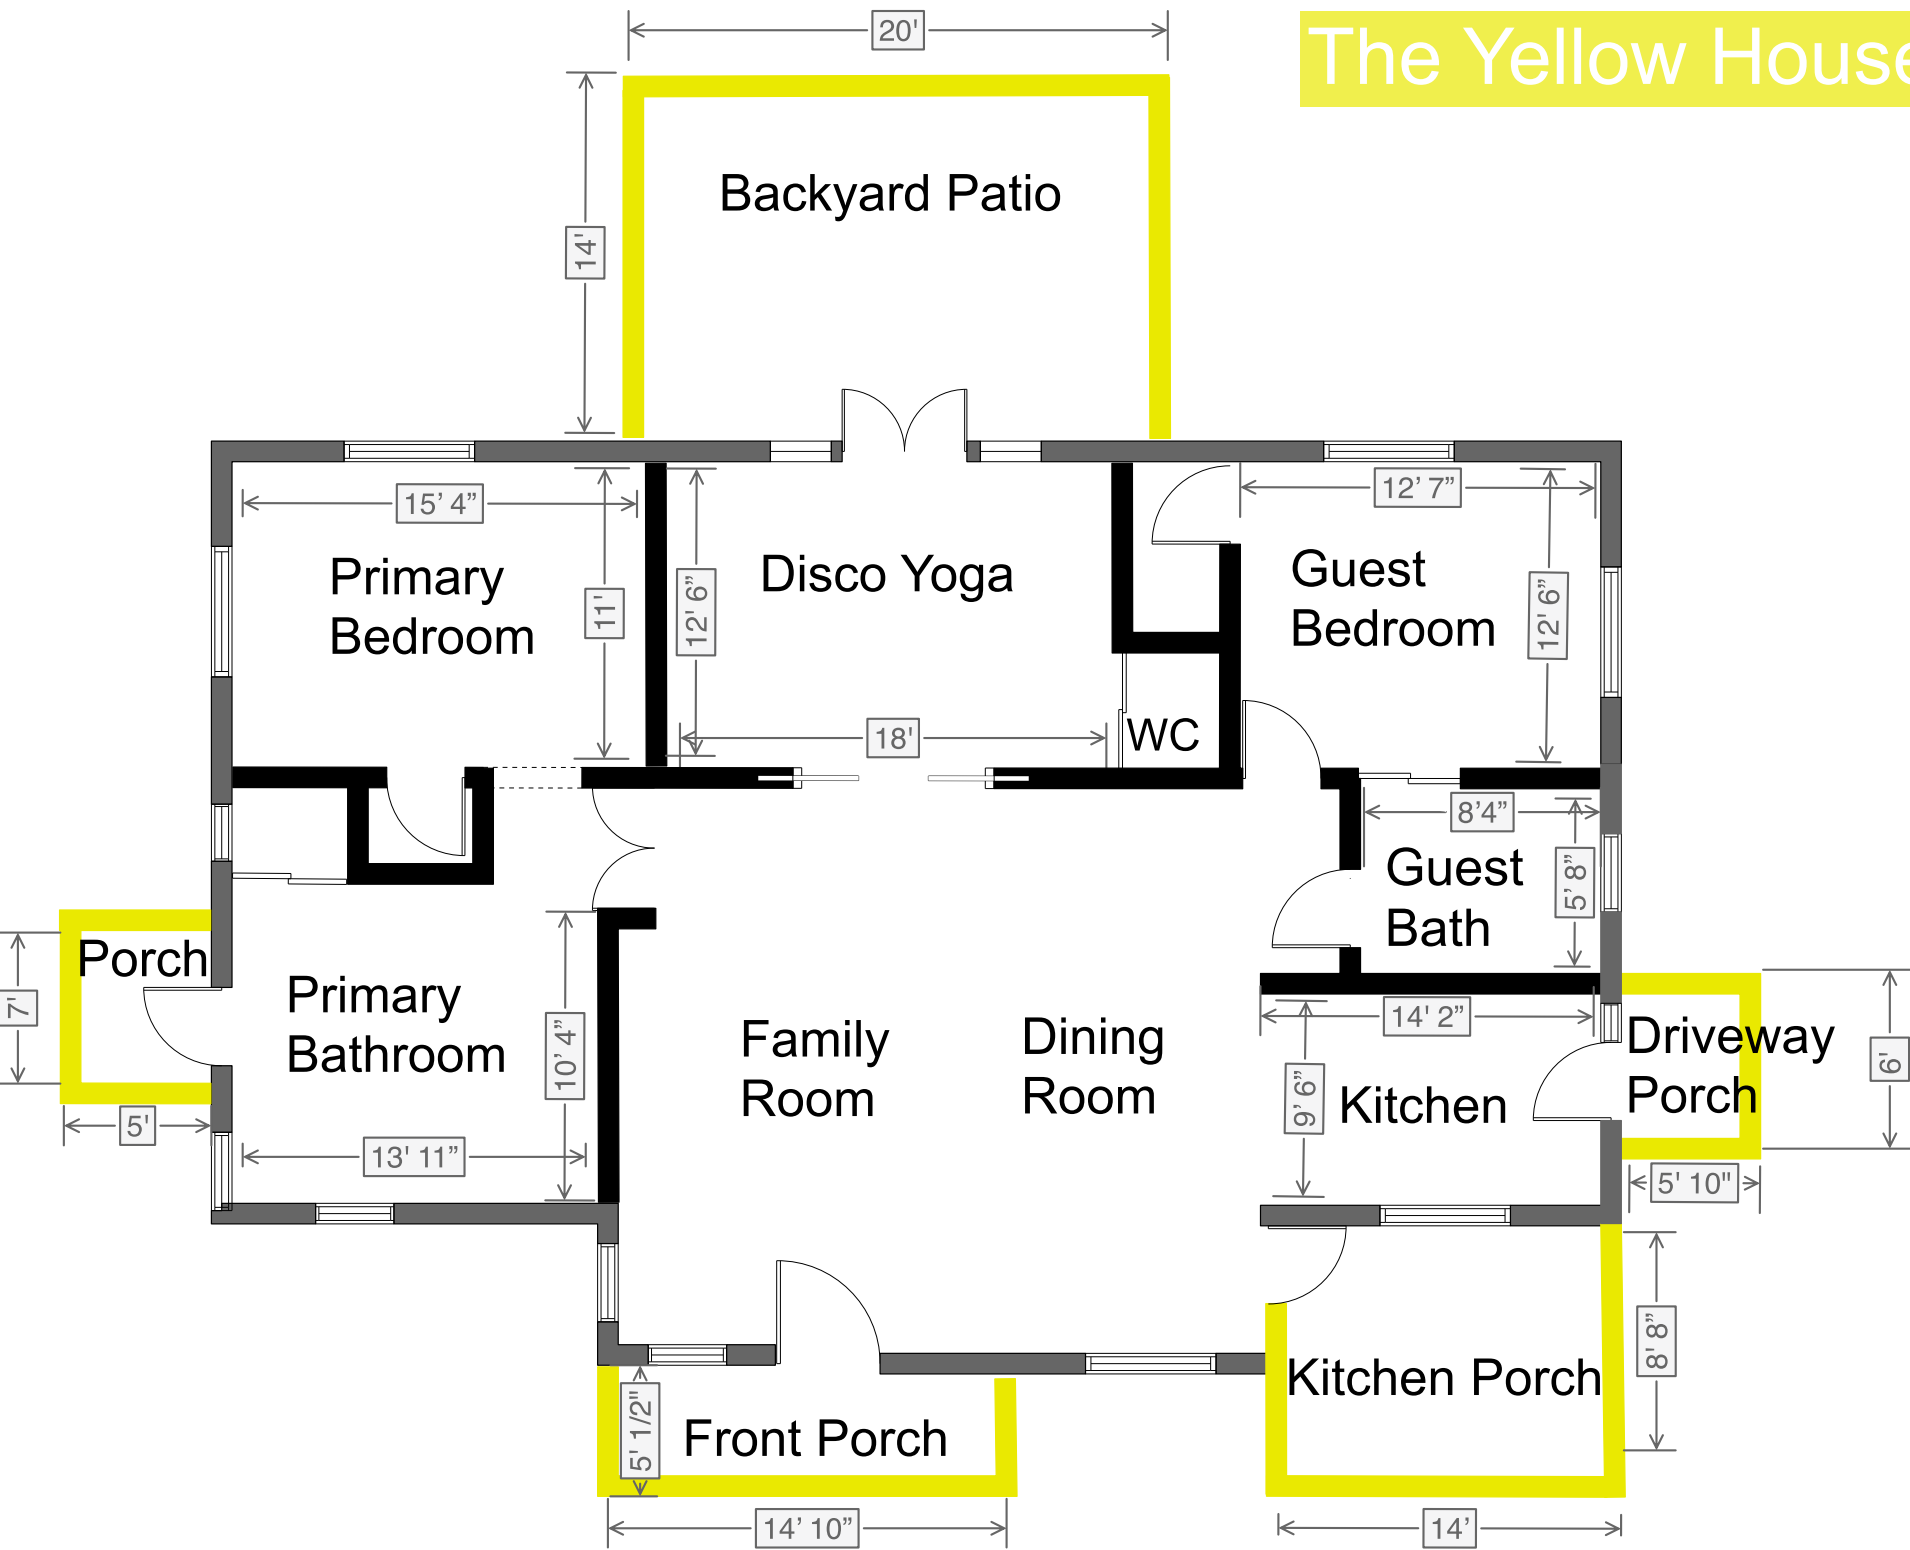 20'
The Yellow House
14'
Backyard Patio
15’ 4”
11'
Primary
Bedroom
12' 6”
Disco Yoga
18'
WC
12’ 7”
Guest
Bedroom
12' 6”
8’4”
5’ 8”
Guest
Bath
Porch
7'
5'
Primary
Bathroom
10’ 4”
13' 11”
Family
Room
Dining
Room
14' 2”
9’ 6”
Kitchen
Driveway
Porch
6'
5' 10"
8’ 8”
Kitchen Porch
14'
5' 1/2"
Front Porch
14’ 10”